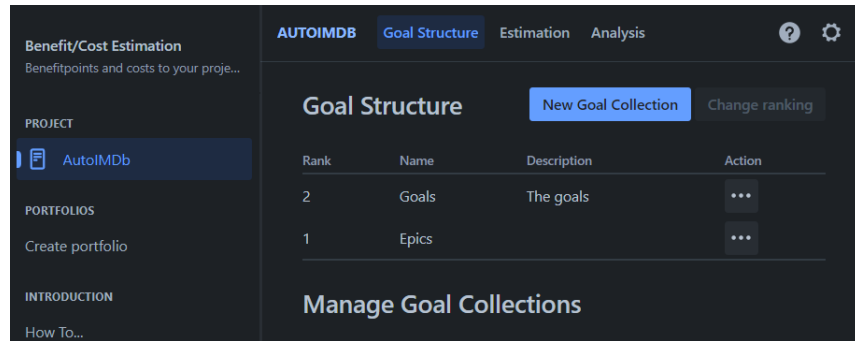 Benefit/Cost Estimation
Benefitpoints and costs to your proje...
PROJECT
AutoIMDb
PORTFOLIOS
Create portfolio
INTRODUCTION
How To...
AUTOIMDB Goal Structure Estimation Analysis
Goal Structure New Goal Collection Change ranking
Rank Name Description Action
2 Goals The goals
1 Epics
Manage Goal Collections